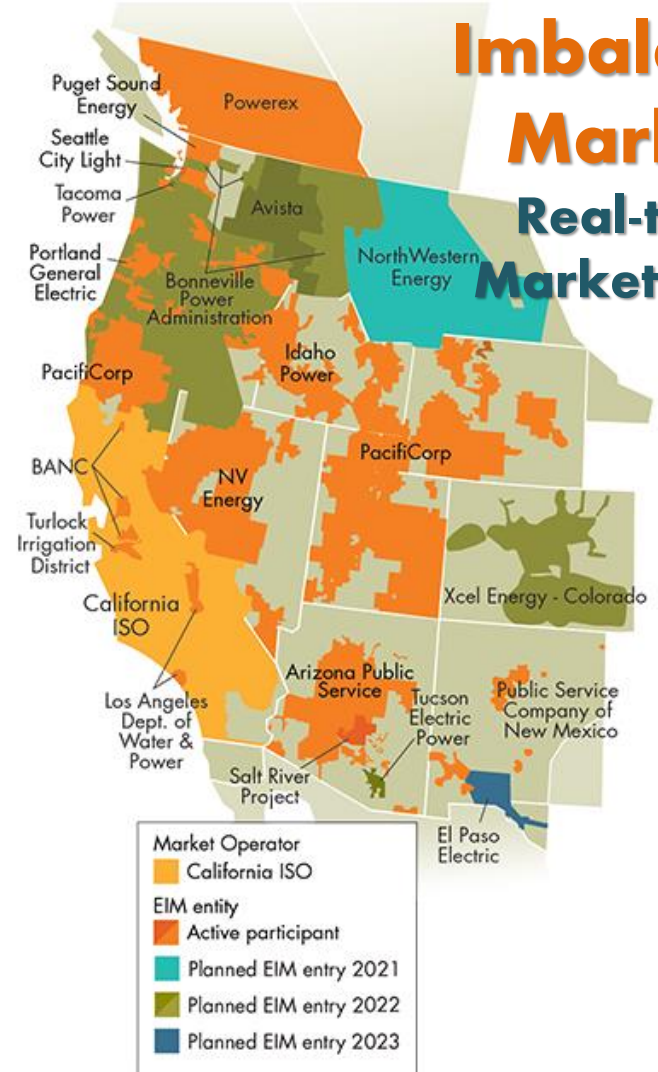 Imbal
Mar
Real-t
Market
Puget Sound
Energy
Powerex
Seattle
City Light
Tacoma
Power
Avista
Portland
General
Electric
NorthWestern
Energy
Bonneville
Power
Administration
Idaho
Power
PacifiCorp
PacifiCorp
BANC
NV
Energy
Turlock
Irrigation
District
Xcel Energy - Colorado
California
ISO
Arizona Public
Service
Tucson
Electric
Power
Public Service
Company of
New Mexico
Los Angeles
Dept. of
Water &
Power
Salt River
Project
El Paso
Electric
Market Operator
California ISO
EIM entity
Active participant
Planned EIM entry 2021
Planned EIM entry 2022
Planned EIM entry 2023